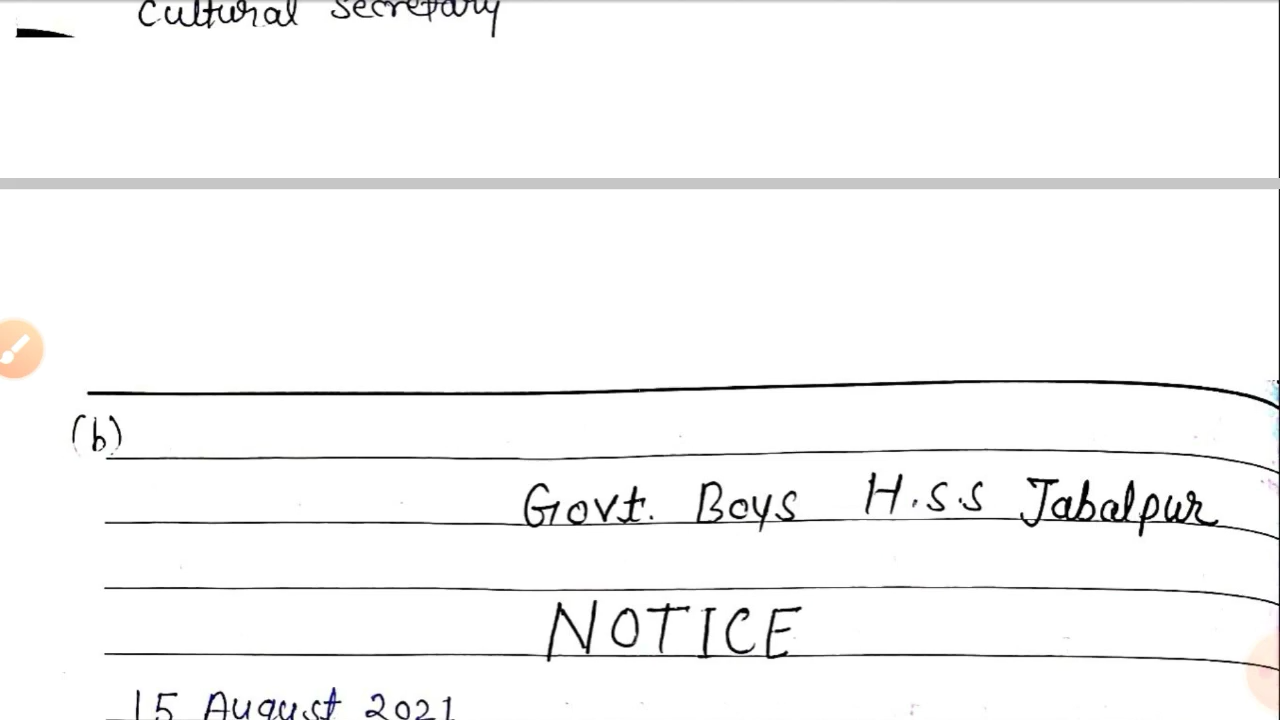 Cultural Secretary
(b)
Govt. Boys H.S.S Jabalpur
NOTICE
15 August 2021